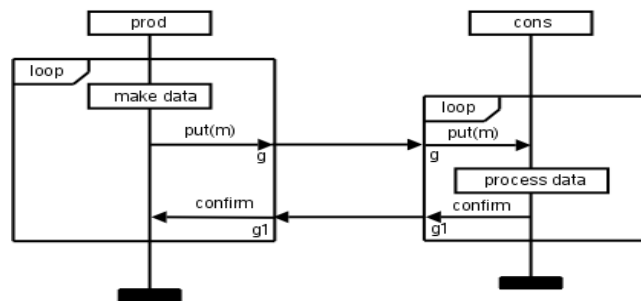 prod
cons
loop
make data
loop
put(m)
put(m)
g
g
process data
confirm
confirm
g1
g1